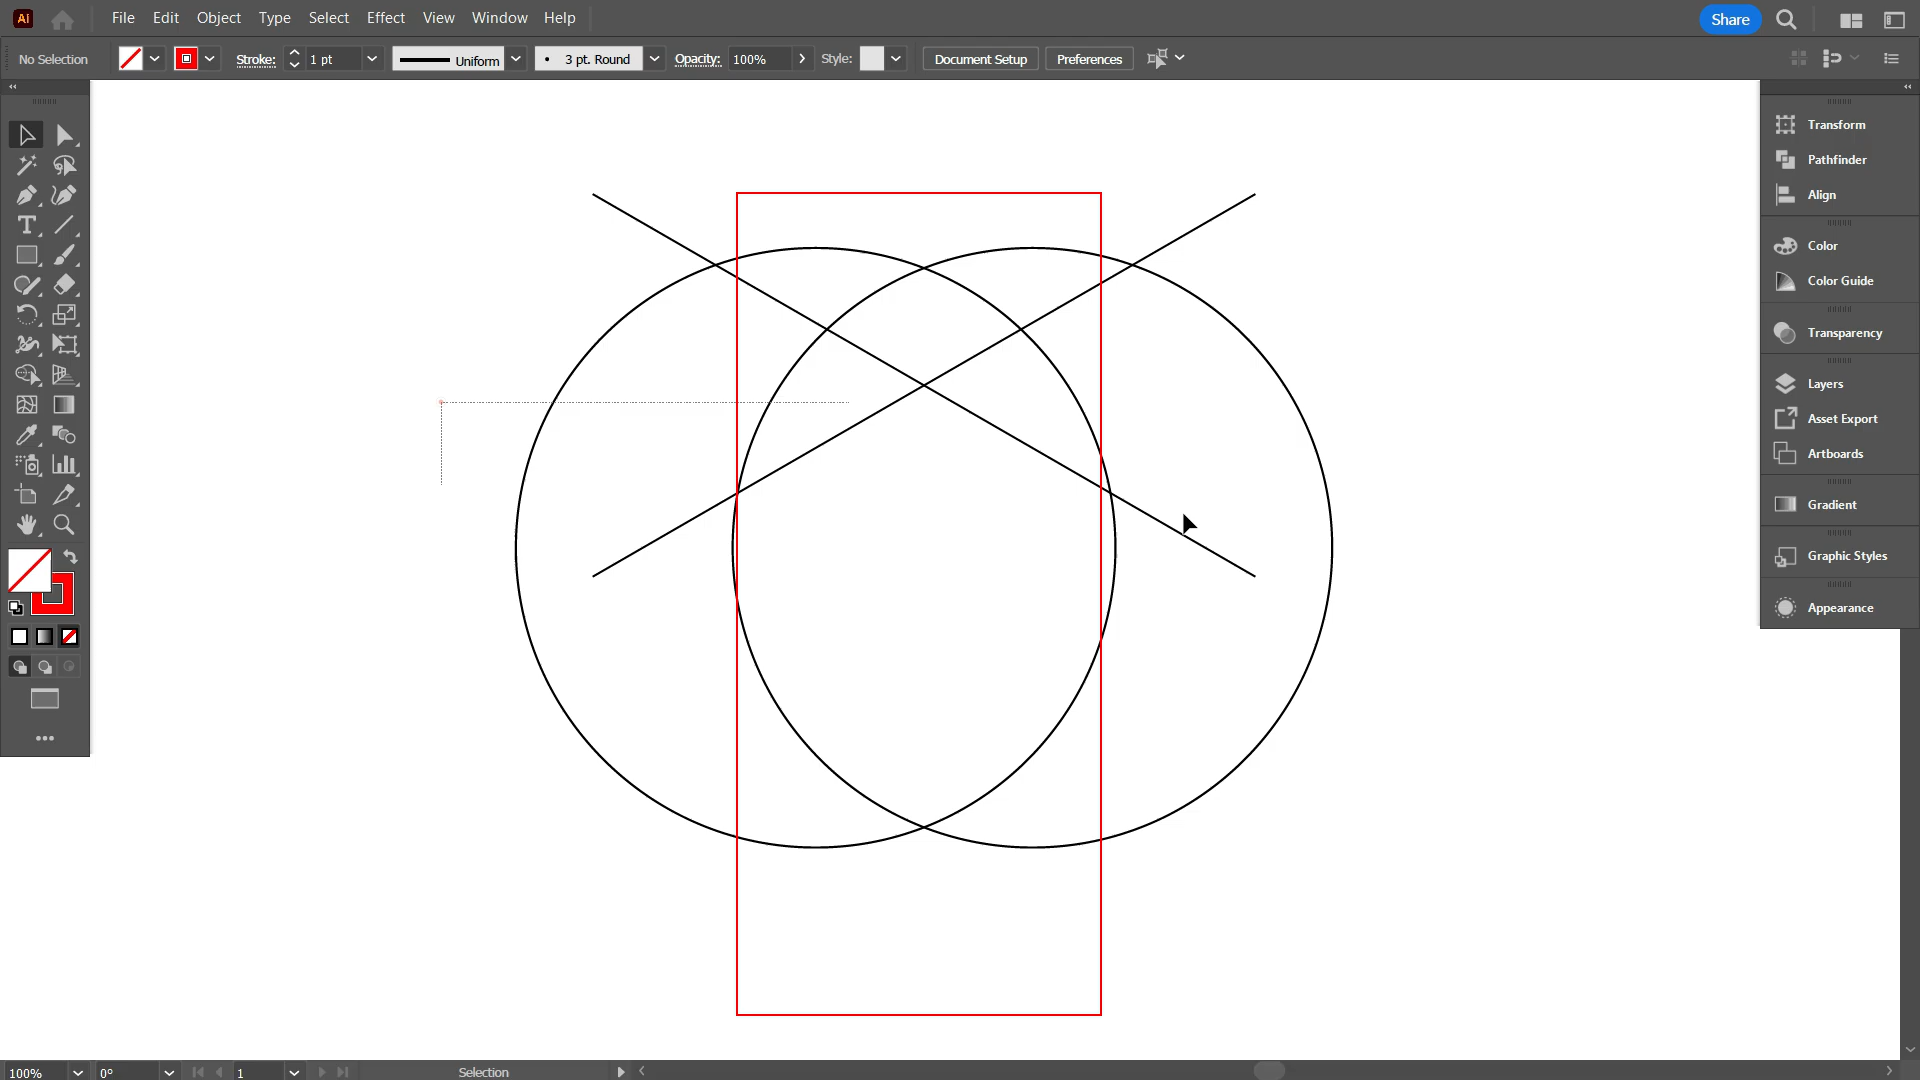 Ai File Edit Object Type Select Effect View Window Help Share
No Selection Stroke: 1 pt Uniform 3 pt. Round Opacity: 100% Style: Document Setup Preferences
Transform
Pathfinder
Align
Color
Color Guide
Transparency
Layers
Asset Export
Artboards
Gradient
Graphic Styles
Appearance
100% 0° 1 Selection